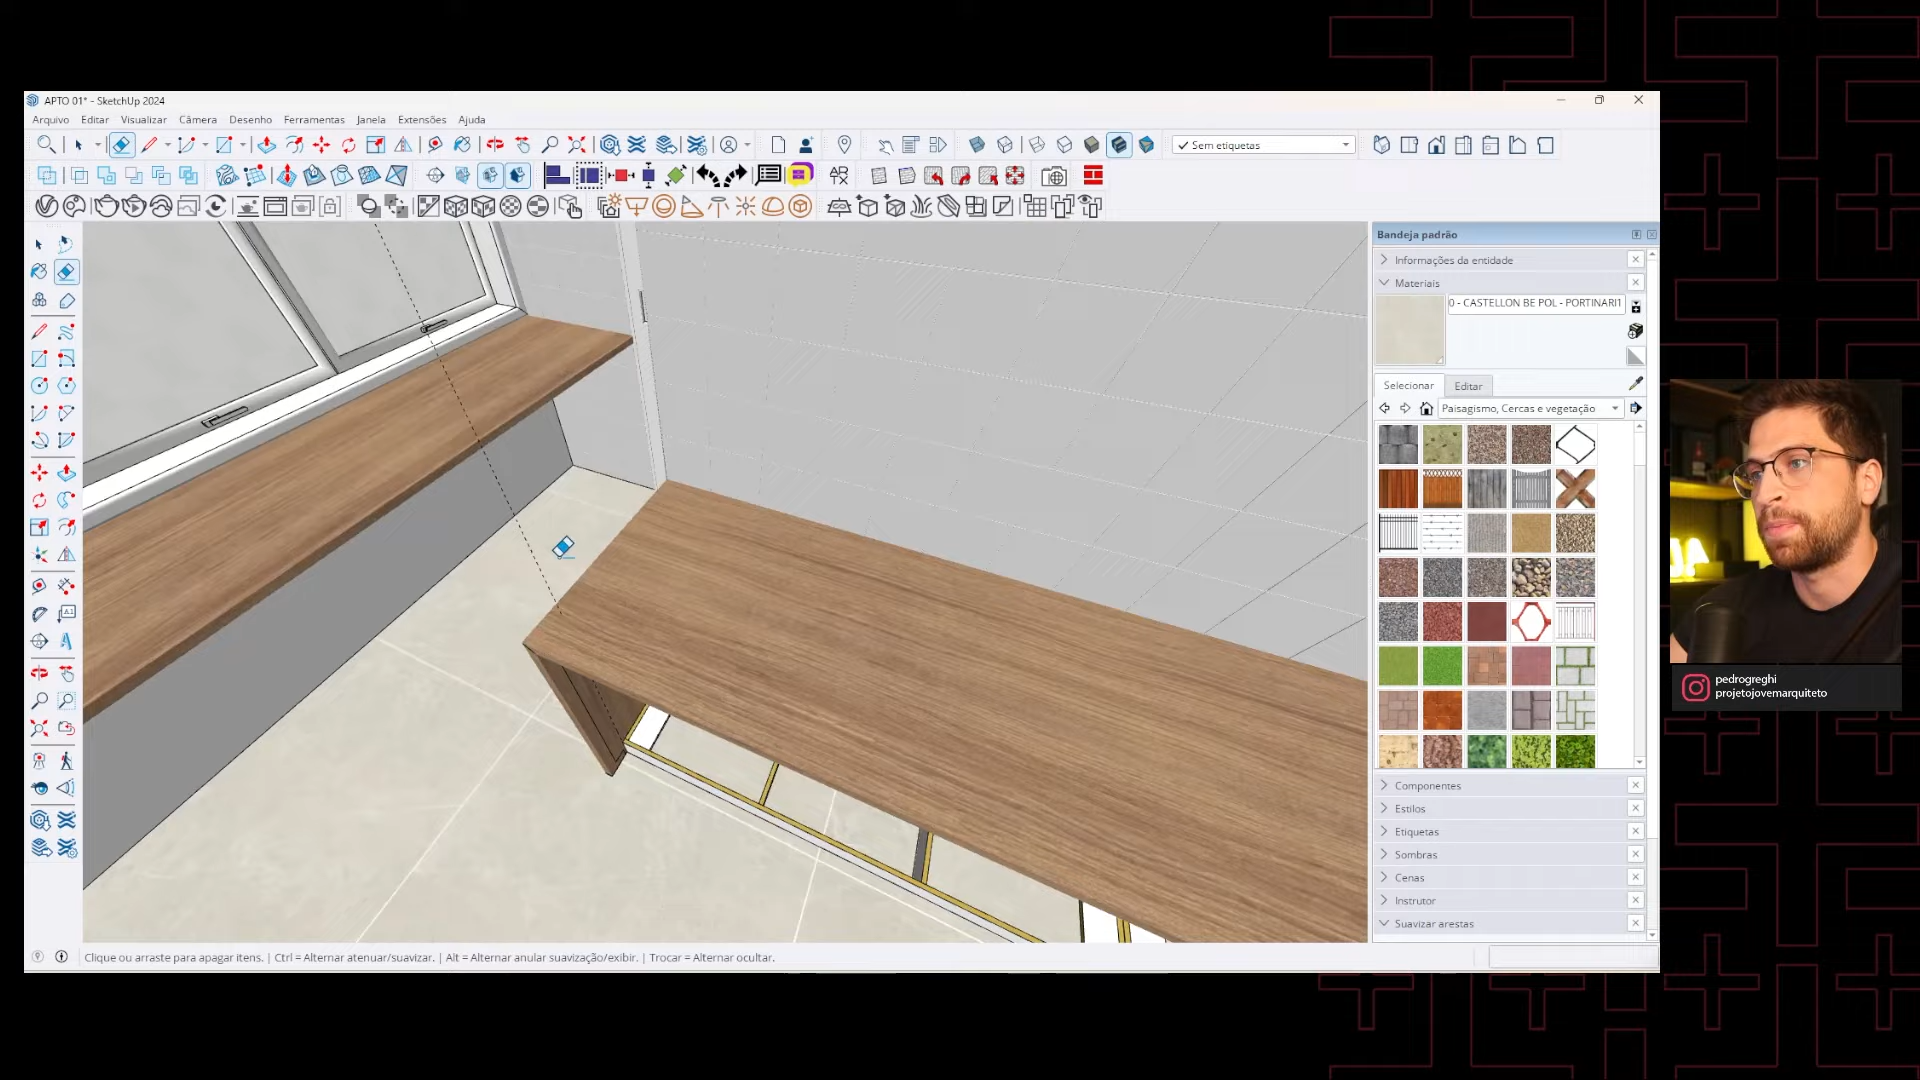 APTO 01* - SketchUp 2024
Arquivo Editar Visualizar Câmera Desenho Ferramentas Janela Extensões Ajuda
Sem etiquetas
Bandeja padrão
Informações da entidade
Materiais
0 - CASTELLON BE POL - PORTINARI1
Selecionar Editar
Paisagismo, Cercas e vegetação
Componentes
Estilos
Etiquetas
Sombras
Cenas
Instrutor
Suavizar arestas
Clique ou arraste para apagar itens. | Ctrl = Alternar atenuar/suavizar. | Alt = Alternar anular suavização/exibir. | Trocar = Alternar ocultar.
pedrogreghi
projetojovemarquiteto